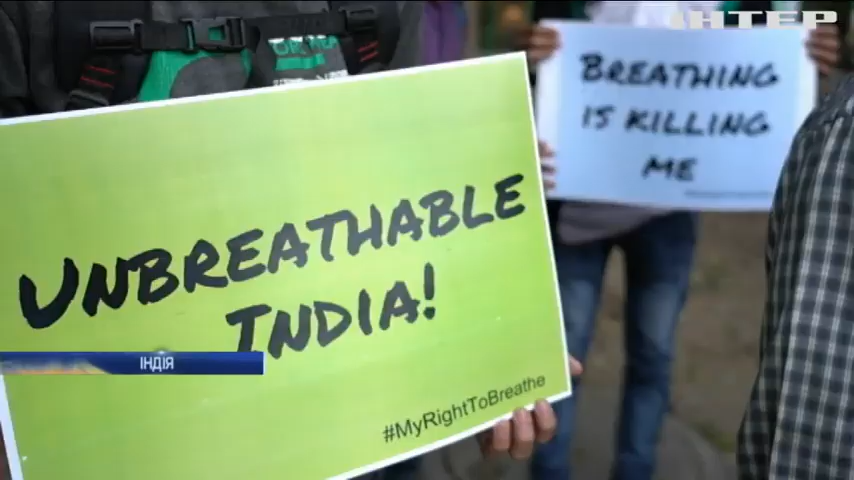 ІНТЕР
BREATHING
IS KILLING
ME
UNBREATHABLE
INDIA!
ІНДІЯ
#MyRightToBreathe